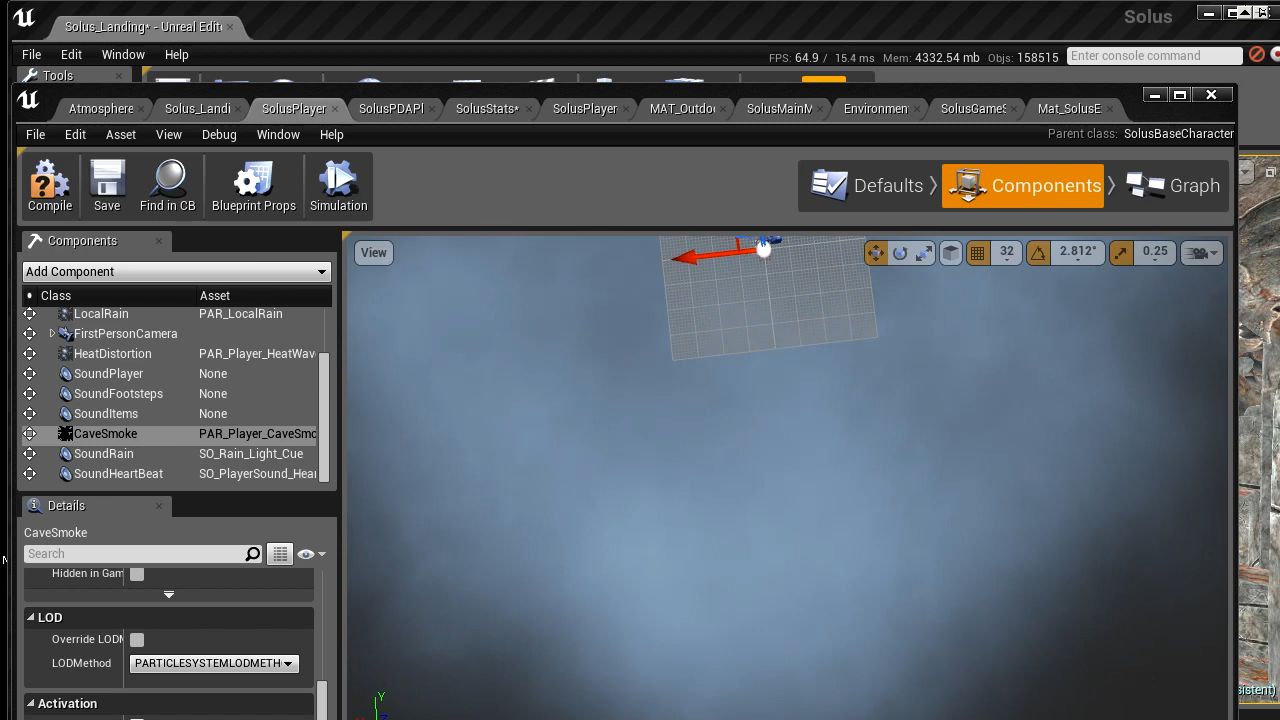 Solus_Landing* - Unreal Edit
Solus
File Edit Window Help
FPS: 64.9 / 15.4 ms Mem: 4332.54 mb Objs: 158515
Enter console command
Tools
Atmosphere Solus_Landi SolusPlayer SolusPDAPl SolusStats* SolusPlayer MAT_Outdo SolusMainM Environmen SolusGameS Mat_SolusE
File Edit Asset View Debug Window Help
Parent class: SolusBaseCharacter
Compile Save Find in CB Blueprint Props Simulation
Defaults Components Graph
Components
View
32 2.812° 0.25
Add Component
Class Asset
LocalRain PAR_LocalRain
FirstPersonCamera
HeatDistortion PAR_Player_HeatWav
SoundPlayer None
SoundFootsteps None
SoundItems None
CaveSmoke PAR_Player_CaveSmo
SoundRain SO_Rain_Light_Cue
SoundHeartBeat SO_PlayerSound_Hear
Details
CaveSmoke
Search
Hidden in Gam
LOD
Override LODM
LODMethod PARTICLESYSTEMLODMETH
Activation
Y
sistent)